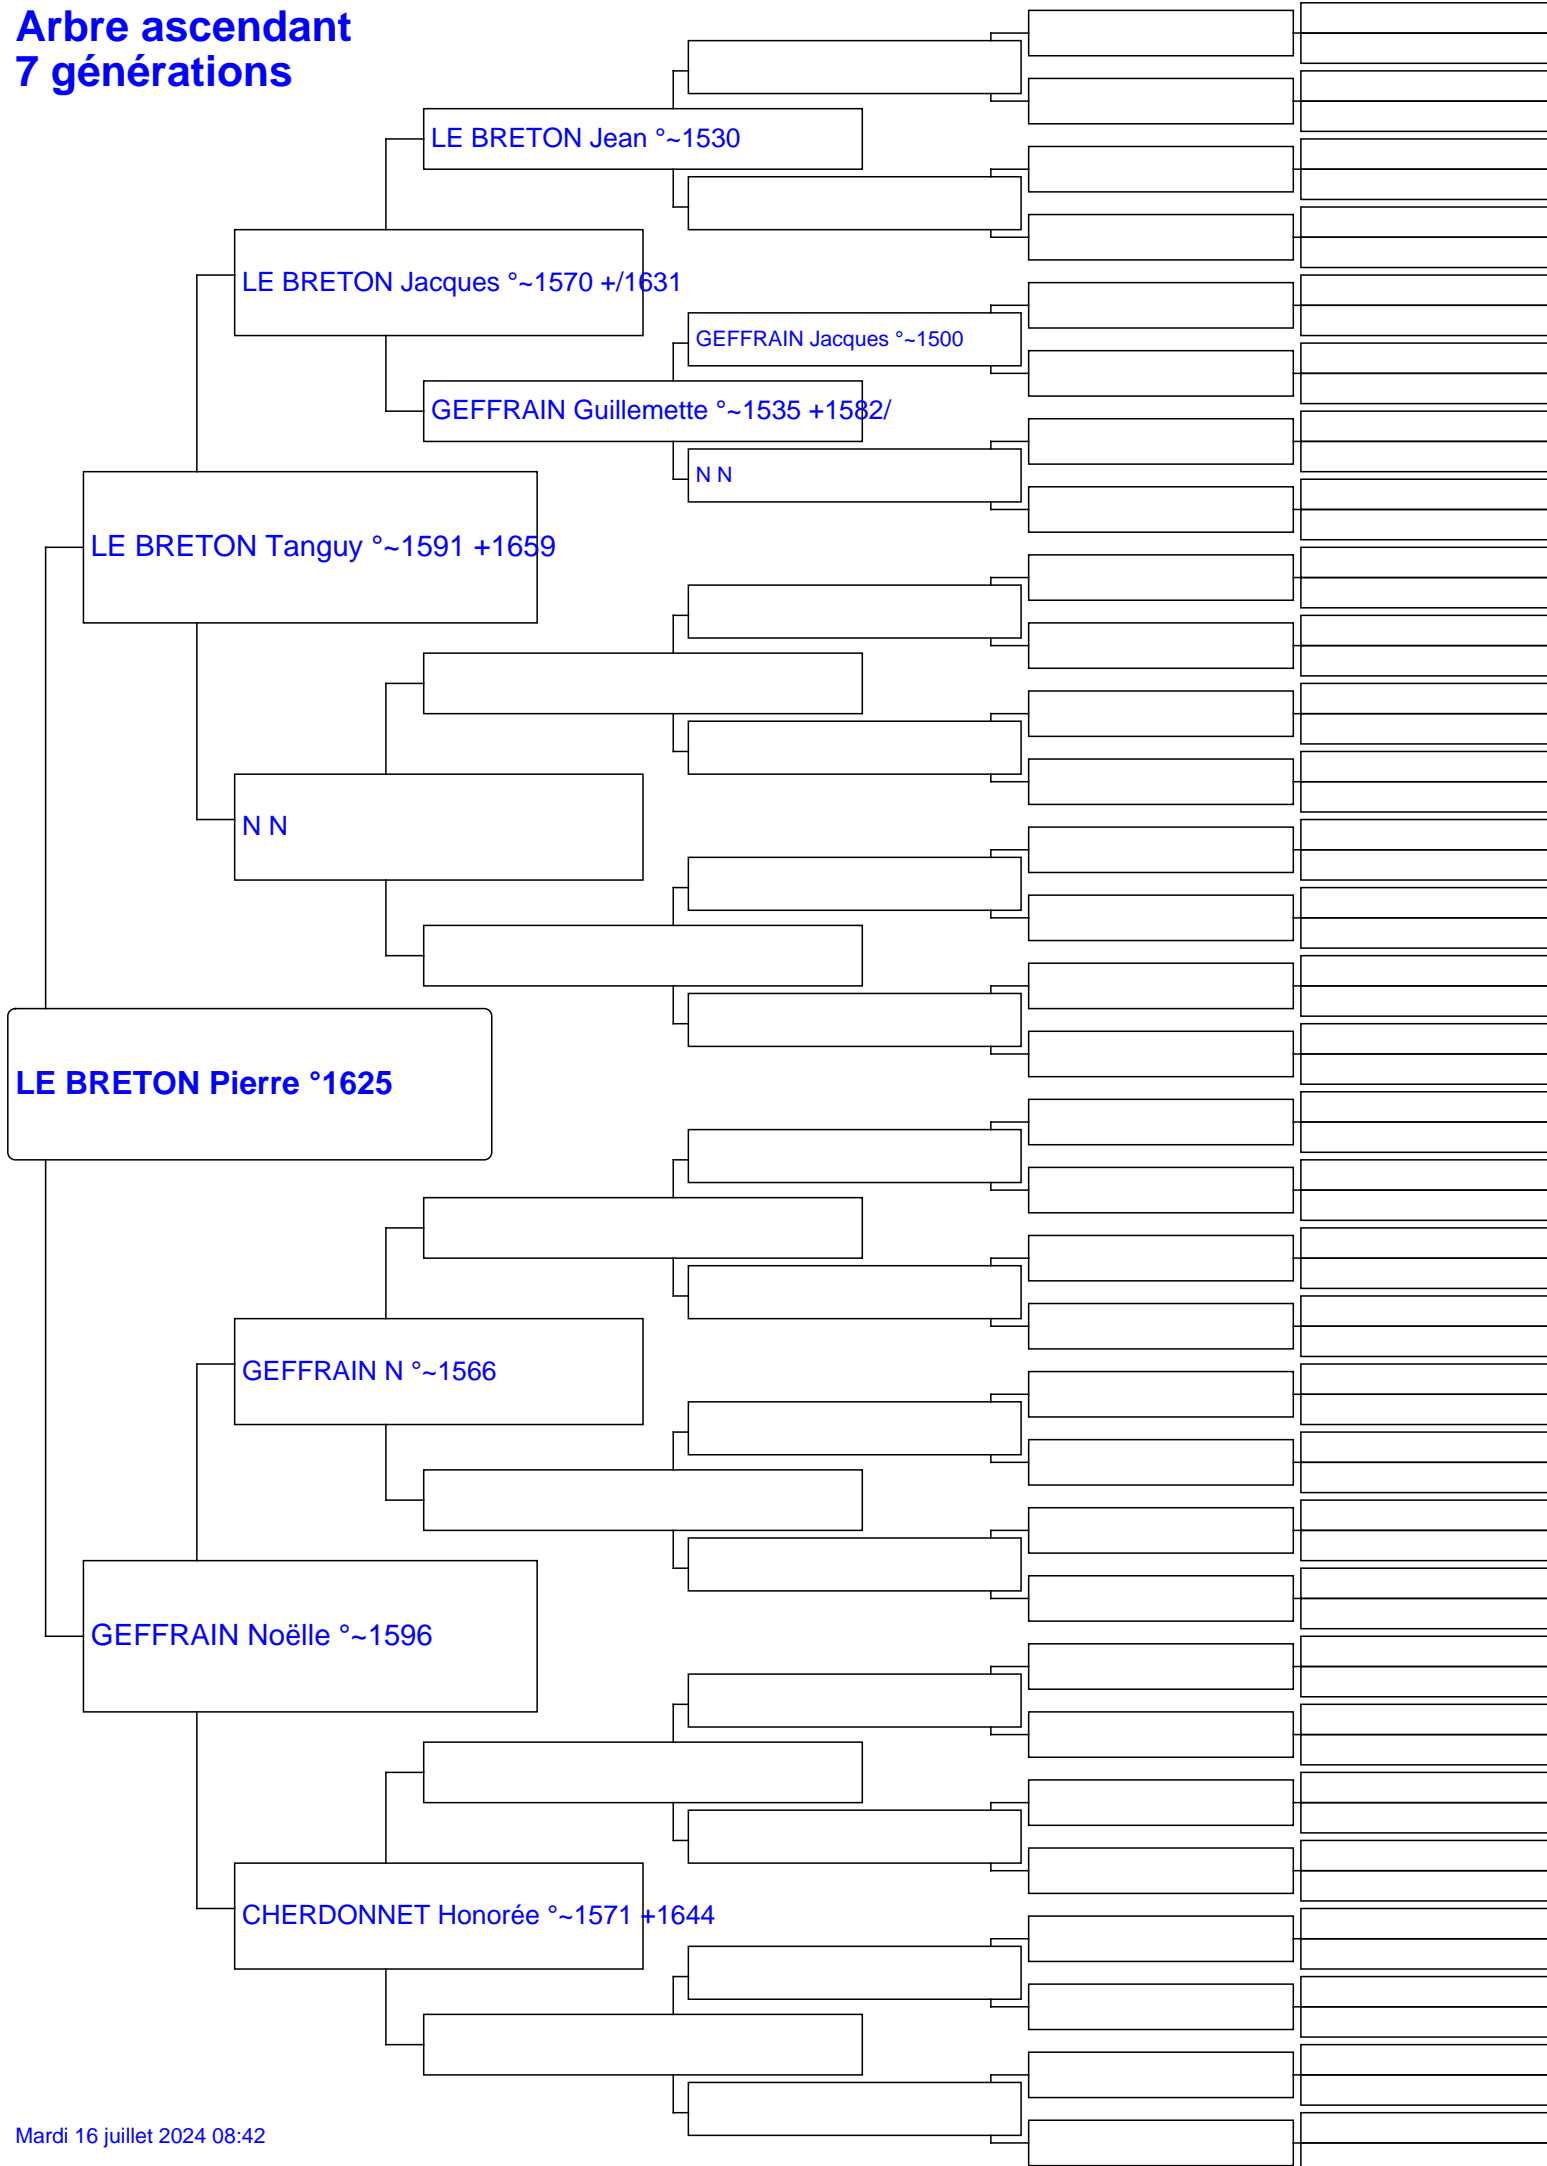 Arbre ascendant
7 générations
LE BRETON Jean °~1530
LE BRETON Jacques °~1570 +/1631
GEFFRAIN Jacques °~1500
GEFFRAIN Guillemette °~1535 +1582/
N N
LE BRETON Tanguy °~1591 +1659
N N
LE BRETON Pierre °1625
GEFFRAIN N °~1566
GEFFRAIN Noëlle °~1596
CHERDONNET Honorée °~1571 +1644
Mardi 16 juillet 2024 08:42